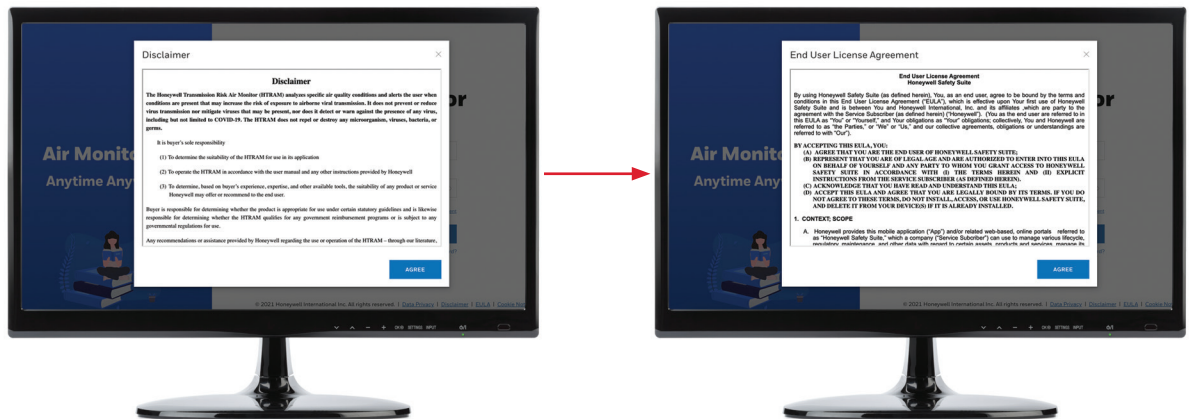 Disclaimer
Disclaimer
The Honeywell Transmission Risk Air Monitor (HTRAM) analyzes specific air quality conditions and alerts the user when
conditions are present that may increase the risk of exposure to airborne viral transmission. It does not prevent or reduce
virus transmission nor mitigate viruses that may be present, nor does it detect or warn against the presence of any virus,
including but not limited to COVID-19. The HTRAM does not repel or destroy any microorganism, viruses, bacteria, or
germs.
It is buyer's sole responsibility
(1) To determine the suitability of the HTRAM for use in its application
(2) To operate the HTRAM in accordance with the user manual and any other instructions provided by Honeywell
(3) To determine, based on buyer's experience, expertise, and other available tools, the suitability of any product or service
Honeywell may offer or recommend to the end user.
Buyer is responsible for determining whether the product is appropriate for use under certain statutory guidelines and is likewise
responsible for determining whether the HTRAM qualifies for any government reimbursement programs or is subject to any
governmental regulations for use.
Any recommendations or assistance provided by Honeywell regarding the use or operation of the HTRAM – through our literature,
AGREE
Air Monito
Anytime Any
or
© 2021 Honeywell International Inc. All rights reserved. | Data Privacy | Disclaimer | EULA | Cookie Not
− + OK/ SETTINGS INPUT
End User License Agreement
End User License Agreement
Honeywell Safety Suite
By using Honeywell Safety Suite (as defined herein), You, as an end user, agree to be bound by the terms and
conditions in this End User License Agreement ("EULA"), which is effective upon Your first use of Honeywell
Safety Suite and is between You and Honeywell International, Inc. and its affiliates ,which are party to the
agreement with the Service Subscriber (as defined herein) ("Honeywell"). (You as the end user are referred to in
this EULA as "You" or "Yourself," and Your obligations as "Your" obligations; collectively, You and Honeywell are
referred to as "the Parties," or "We" or "Us," and our collective agreements, obligations or understandings are
referred to with "Our").
BY ACCEPTING THIS EULA, YOU:
(A) AGREE THAT YOU ARE THE END USER OF HONEYWELL SAFETY SUITE;
(B) REPRESENT THAT YOU ARE OF LEGAL AGE AND ARE AUTHORIZED TO ENTER INTO THIS EULA
ON BEHALF OF YOURSELF AND ANY PARTY TO WHOM YOU GRANT ACCESS TO HONEYWELL
SAFETY SUITE IN ACCORDANCE WITH (I) THE TERMS HEREIN AND (II) EXPLICIT
INSTRUCTIONS FROM THE SERVICE SUBSCRIBER (AS DEFINED HEREIN).
(C) ACKNOWLEDGE THAT YOU HAVE READ AND UNDERSTAND THIS EULA;
(D) ACCEPT THIS EULA AND AGREE THAT YOU ARE LEGALLY BOUND BY ITS TERMS. IF YOU DO
NOT AGREE TO THESE TERMS, DO NOT INSTALL, ACCESS, OR USE HONEYWELL SAFETY SUITE,
AND DELETE IT FROM YOUR DEVICE(S) IF IT IS ALREADY INSTALLED.
1. CONTEXT; SCOPE
A. Honeywell provides this mobile application ("App") and/or related web-based, online portals referred to
as "Honeywell Safety Suite," which a company ("Service Subcriber") can use to manage various lifecycle,
regulatory, maintenance, and other data with regard to certain assets, products and services, manage its
AGREE
Air Monito
Anytime Any
or
© 2021 Honeywell International Inc. All rights reserved. | Data Privacy | Disclaimer | EULA | Cookie Not
− + OK/ SETTINGS INPUT